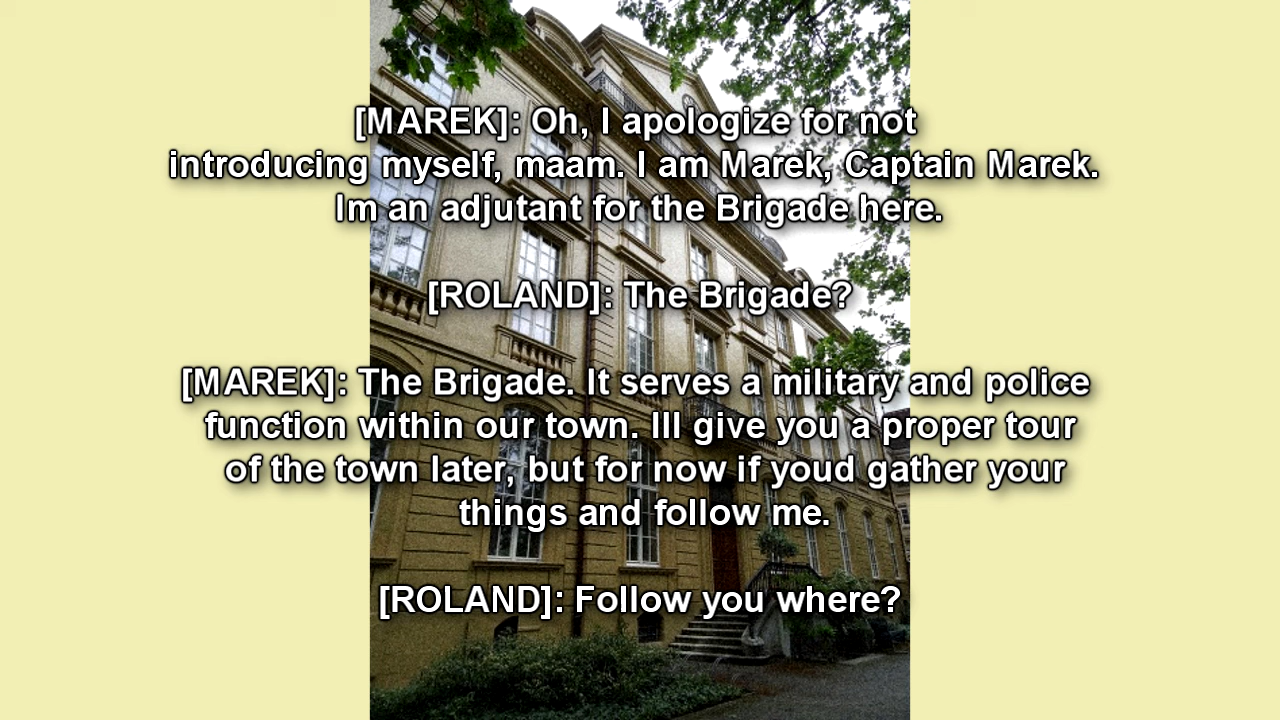 [MAREK]: Oh, I apologize for not
introducing myself, maam. I am Marek, Captain Marek.
Im an adjutant for the Brigade here.
[ROLAND]: The Brigade?
[MAREK]: The Brigade. It serves a military and police
function within our town. Ill give you a proper tour
of the town later, but for now if youd gather your
things and follow me.
[ROLAND]: Follow you where?